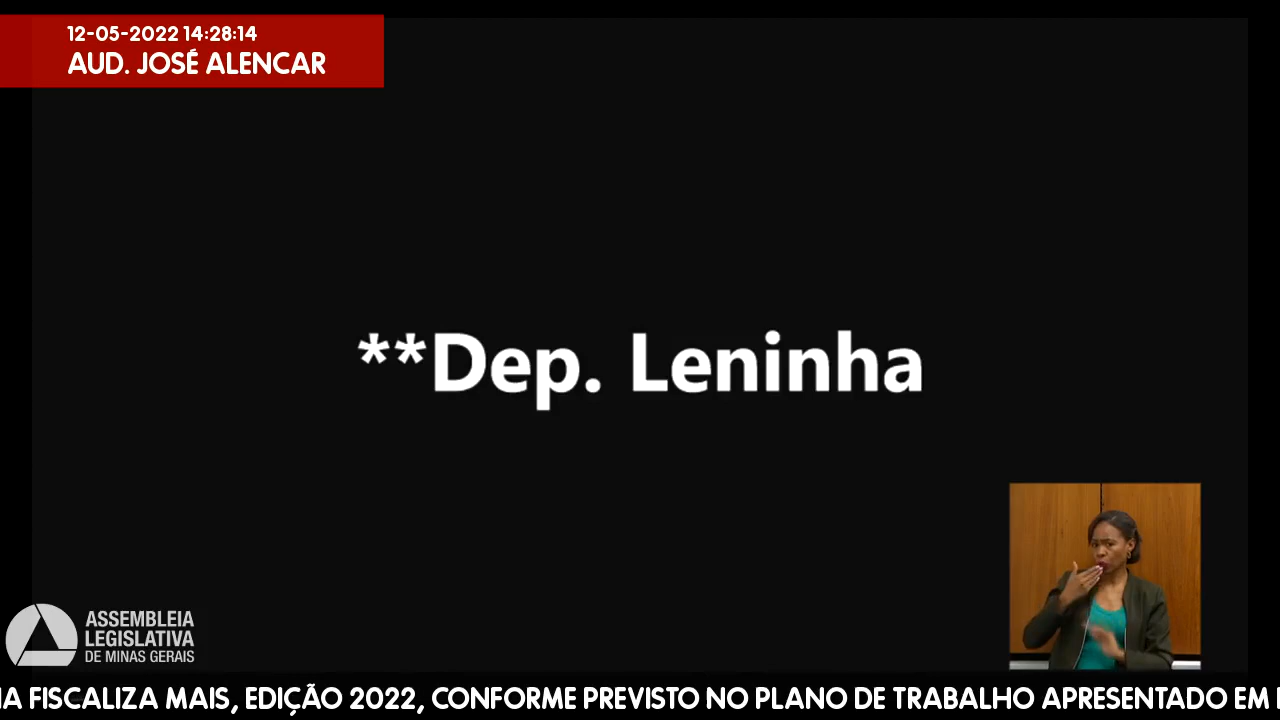 12-05-2022 14:28:14
AUD. JOSÉ ALENCAR
**Dep. Leninha
ASSEMBLEIA
LEGISLATIVA
DE MINAS GERAIS
FISCALIZA MAIS, EDIÇÃO 2022, CONFORME PREVISTO NO PLANO DE TRABALHO APRESENTADO EM